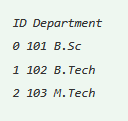 ID Department
0 101 B.Sc
1 102 B.Tech
2 103 M.Tech